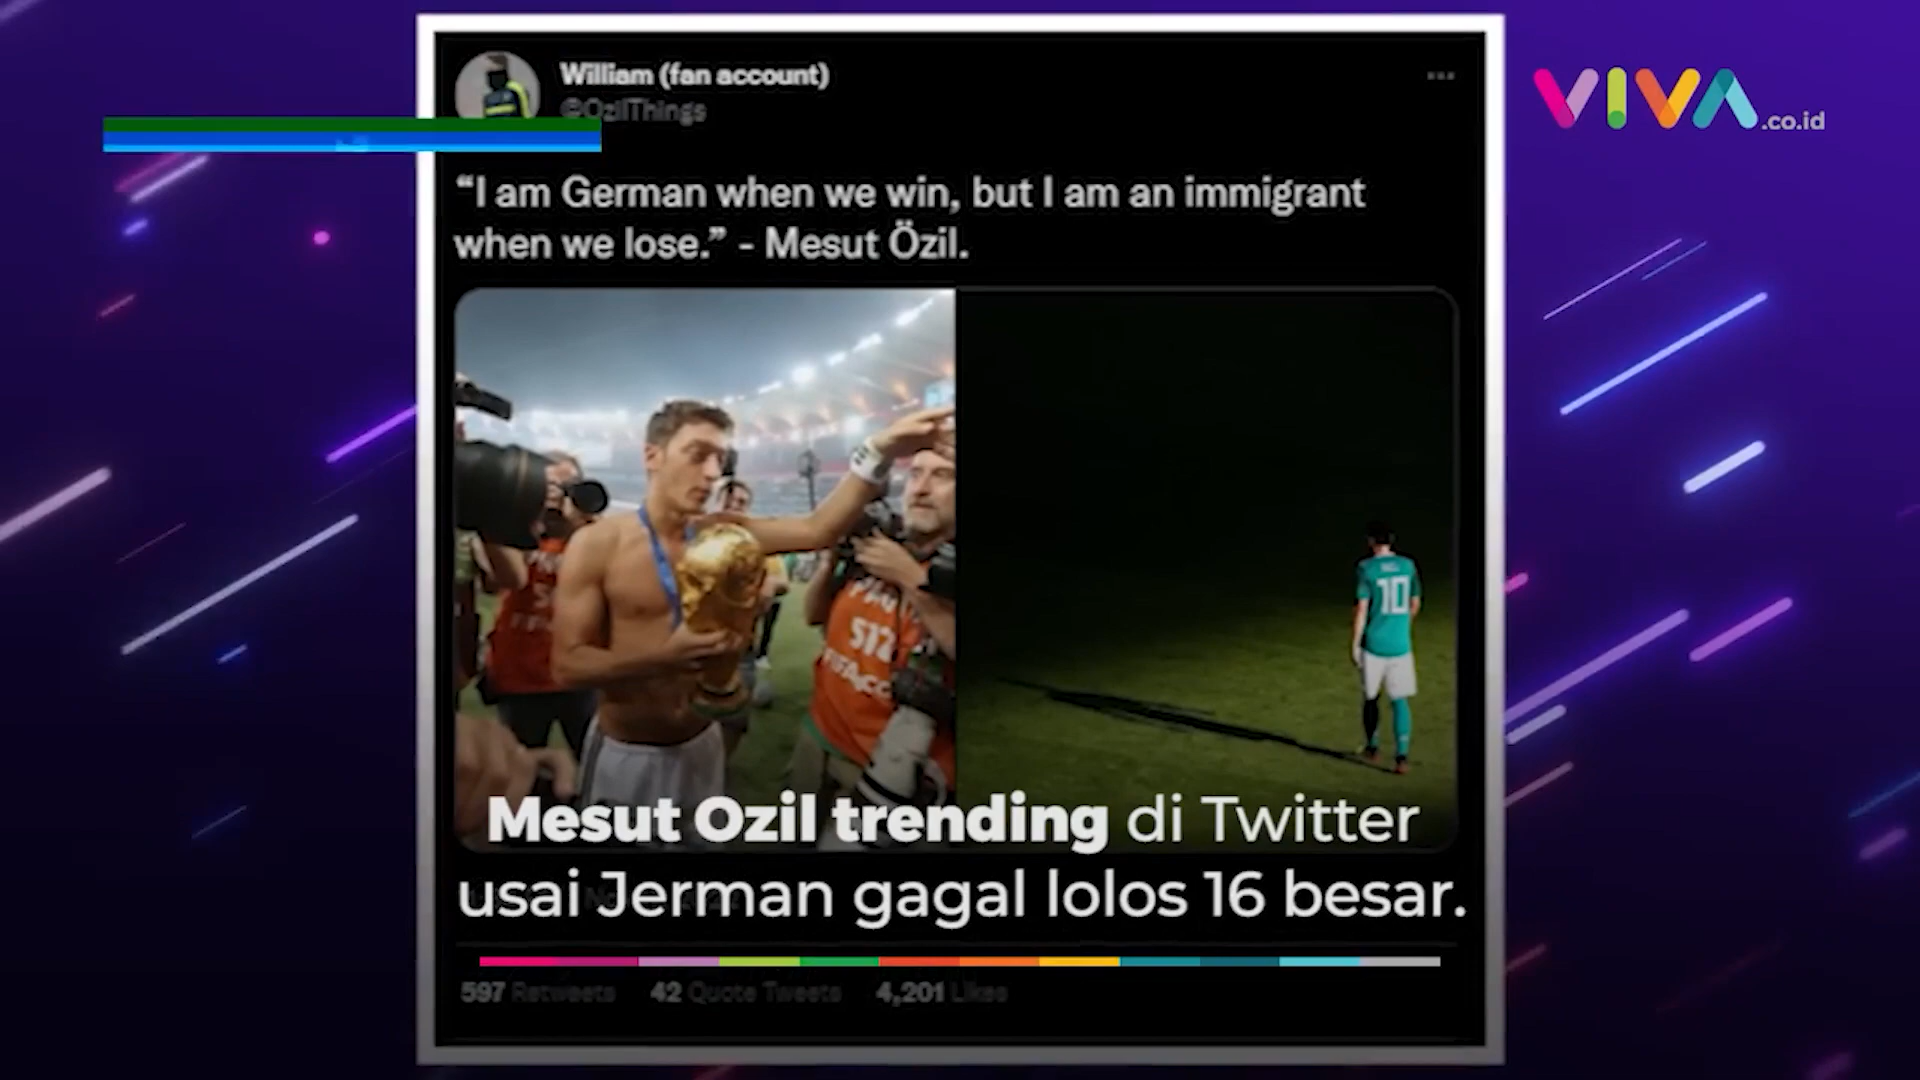 William (fan account)
@OzilThings
VIVA.co.id
“I am German when we win, but I am an immigrant
when we lose.” - Mesut Özil.
10
512
Mesut Ozil trending di Twitter
usai Jerman gagal lolos 16 besar.
597 Retweets 42 Quote Tweets 4,201 Likes